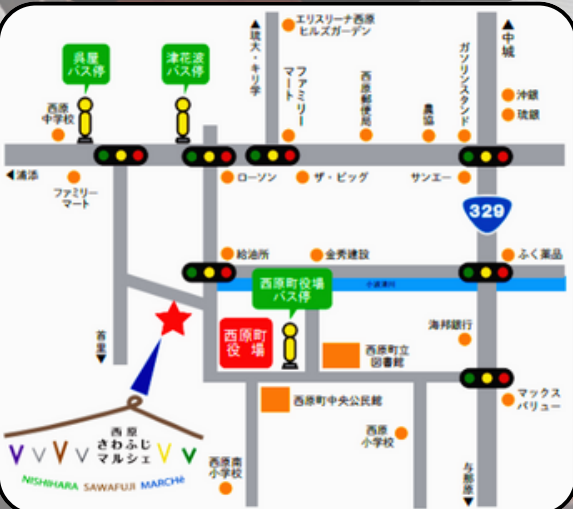 エリスリーナ西原
ヒルズガーデン
▲琉大・キリ学
▲中城
呉屋
バス停
津花波
バス停
ファミリー
マート
西原郵便局
農協
ガソリンスタンド
沖銀
琉銀
西原
中学校
◀浦添
ファミリー
マート
ローソン
ザ・ビッグ
サンエー
329
給油所
金秀建設
ふく薬品
小波津川
西原町役場
バス停
西原町
役場
西原町立
図書館
海邦銀行
首里▼
西原町中央公民館
マックス
バリュー
西原
小学校
西原
さわふじ
マルシェ
NISHIHARA SAWAFUJI MARCHé
西原南
小学校
与那原▼